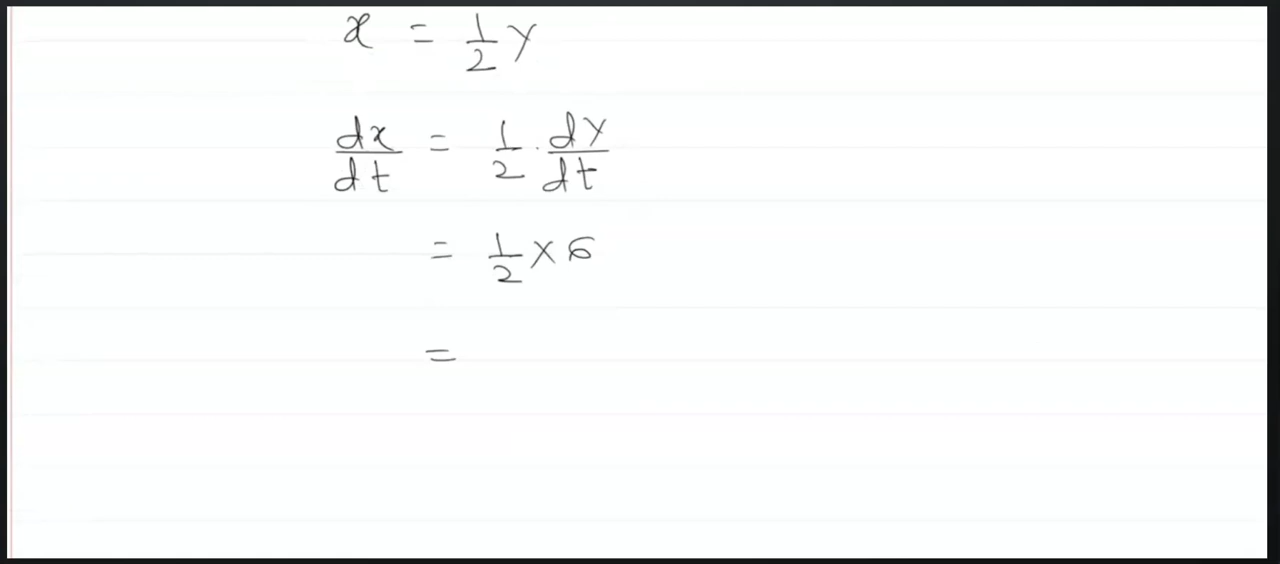 x = 1/2 y
dx/dt = 1/2 . dy/dt
= 1/2 × 6
=